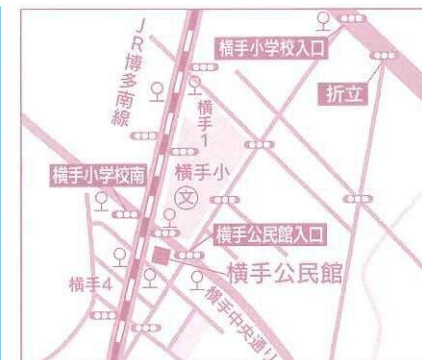 JR博多南線
横手小学校入口
折立
横手1
横手小
文
横手小学校南
横手公民館入口
横手公民館
横手4
横手中央通り